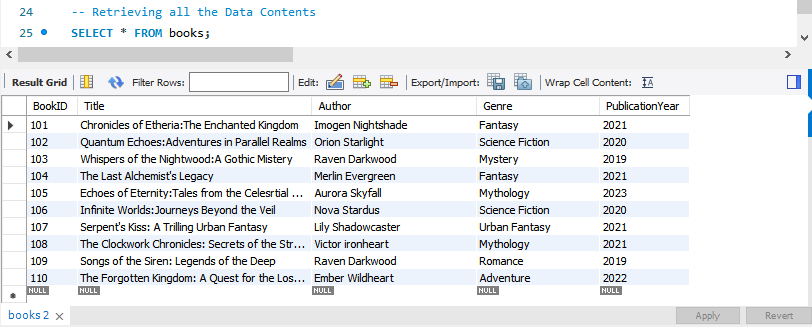 24 -- Retrieving all the Data Contents
25 SELECT * FROM books;
Result Grid Filter Rows: Edit: Export/Import: Wrap Cell Content:
BookID Title Author Genre PublicationYear
101 Chronicles of Etheria:The Enchanted Kingdom Imogen Nightshade Fantasy 2021
102 Quantum Echoes:Adventures in Parallel Realms Orion Starlight Science Fiction 2020
103 Whispers of the Nightwood:A Gothic Mistery Raven Darkwood Mystery 2019
104 The Last Alchemist's Legacy Merlin Evergreen Fantasy 2021
105 Echoes of Eternity:Tales from the Celesrtial ... Aurora Skyfall Mythology 2023
106 Infinite Worlds:Journeys Beyond the Veil Nova Stardus Science Fiction 2020
107 Serpent's Kiss: A Trilling Urban Fantasy Lily Shadowcaster Urban Fantasy 2021
108 The Clockwork Chronicles: Secrets of the Str... Victor ironheart Mythology 2021
109 Songs of the Siren: Legends of the Deep Raven Darkwood Romance 2019
110 The Forgotten Kingdom: A Quest for the Los... Ember Wildheart Adventure 2022
NULL NULL NULL NULL NULL
books 2 Apply Revert